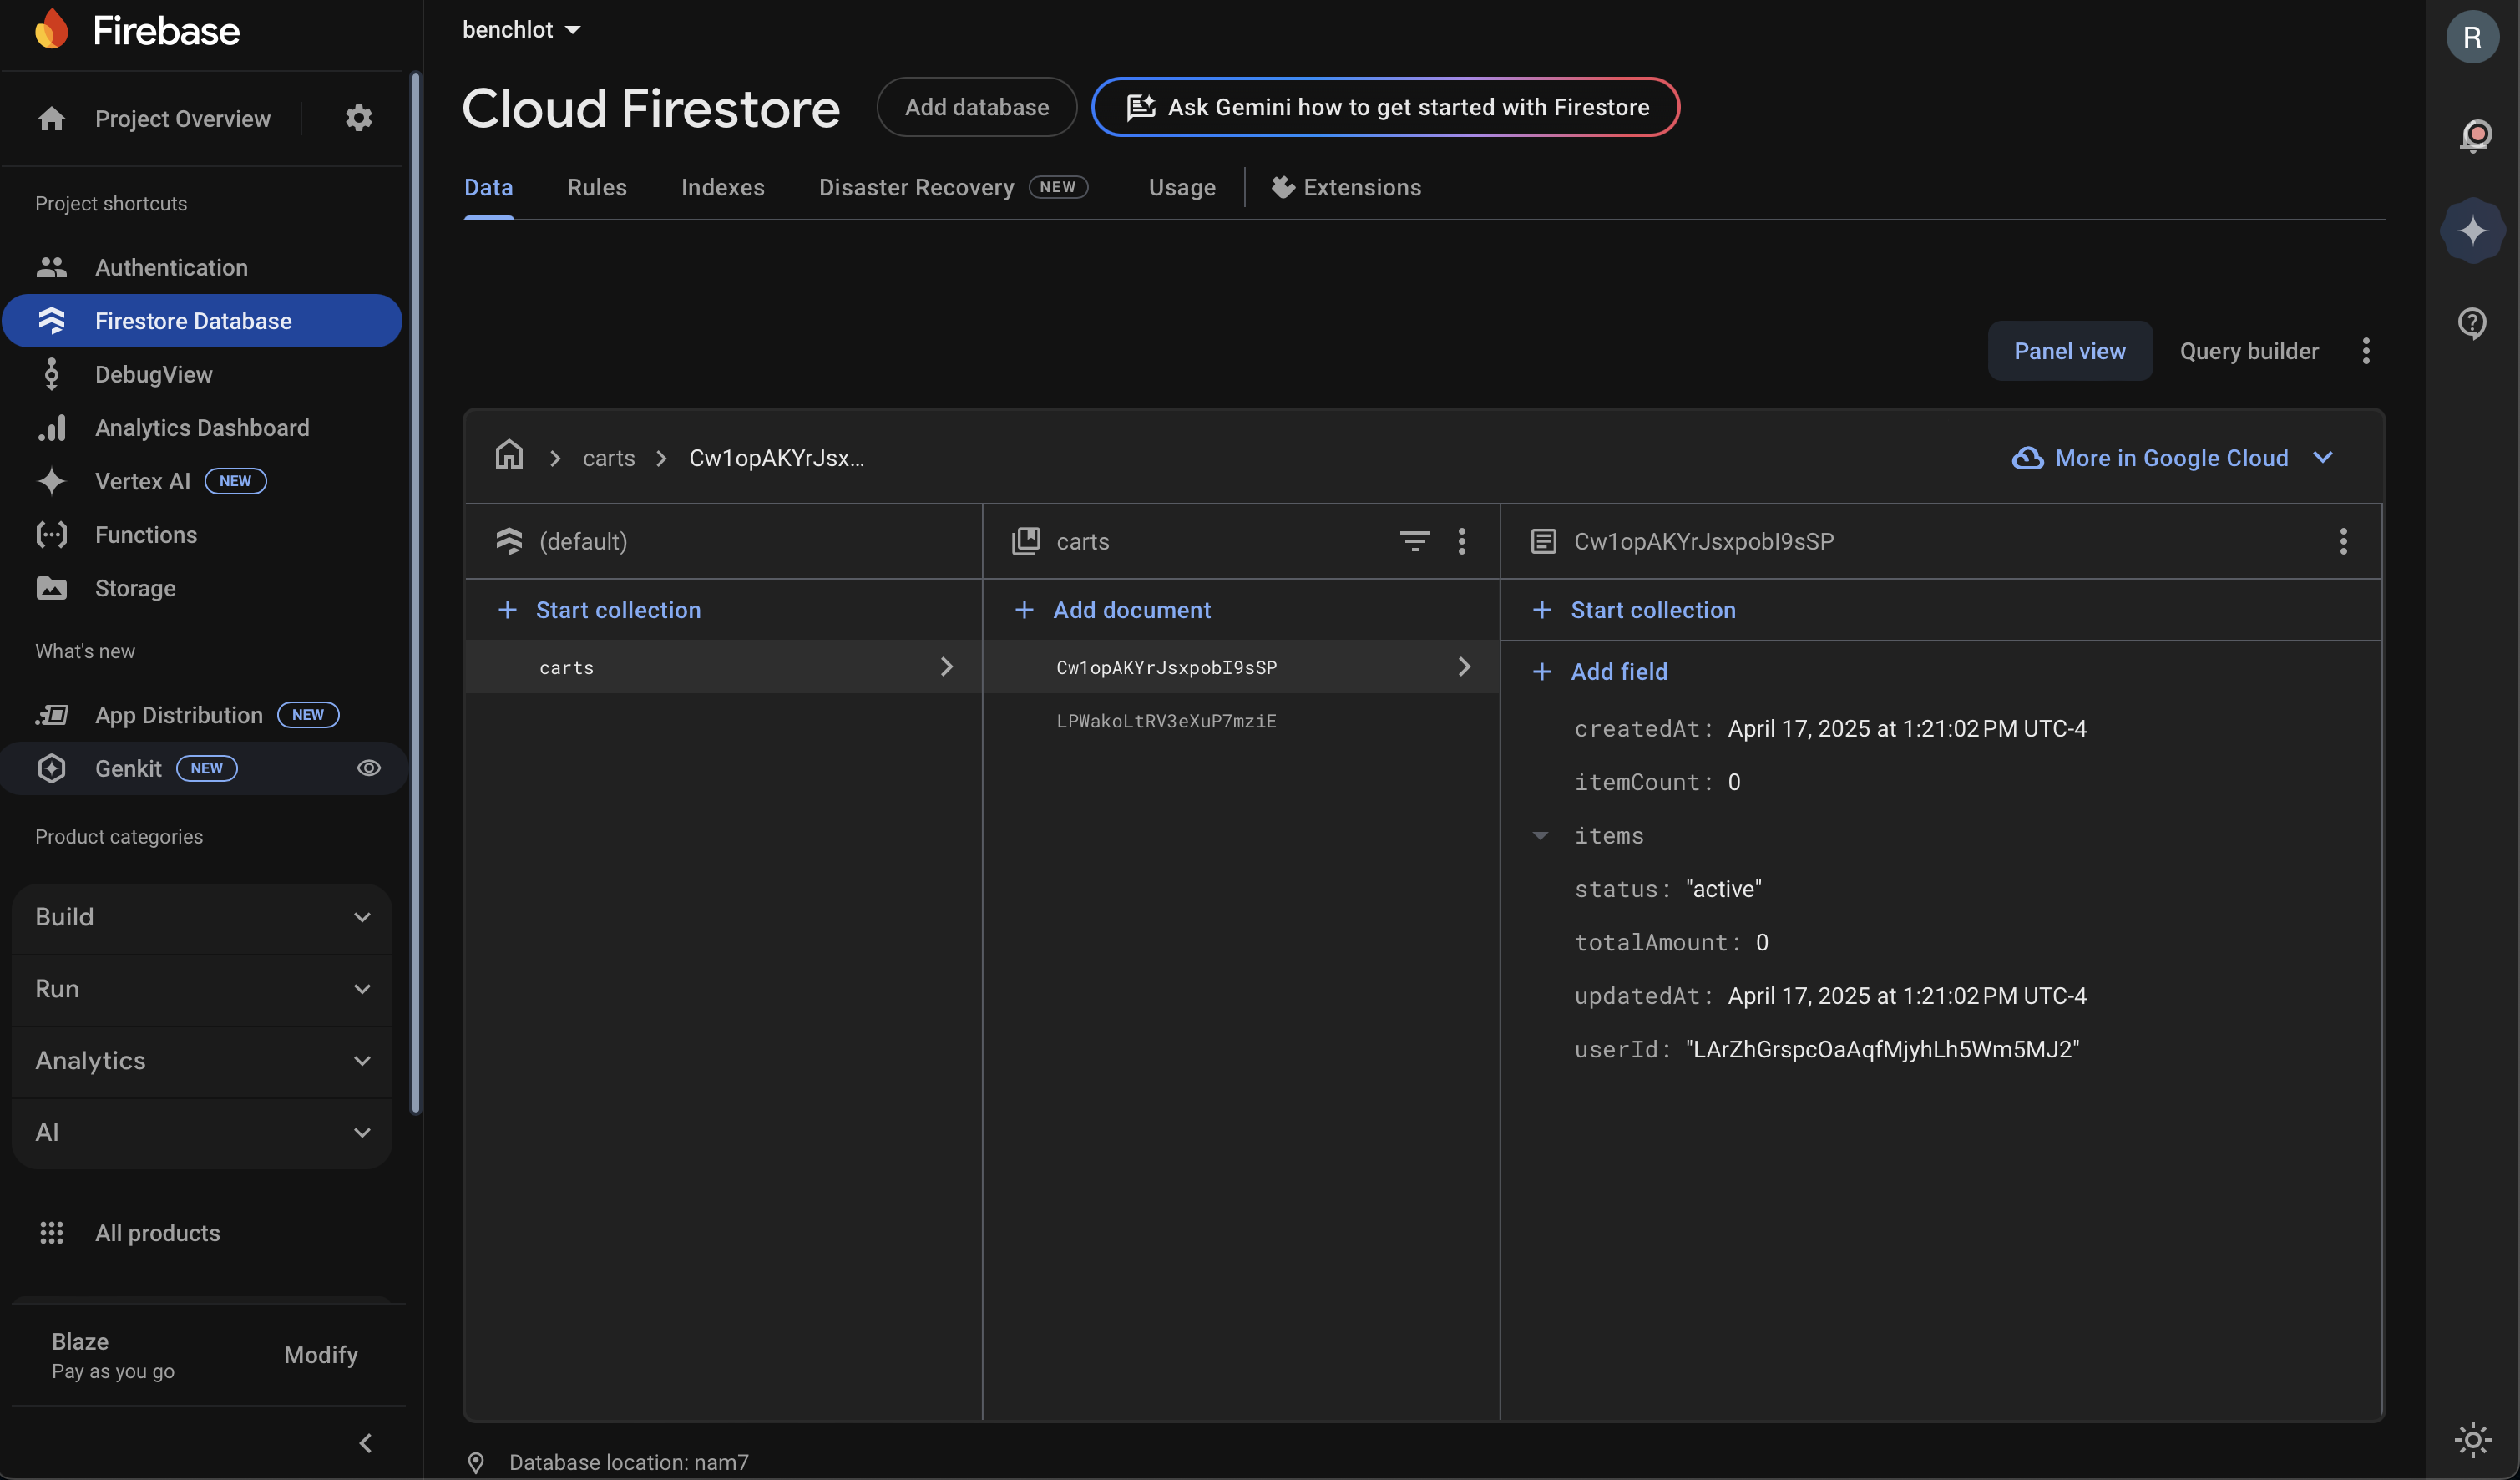 Firebase
Project Overview
Project shortcuts
Authentication
Firestore Database
DebugView
Analytics Dashboard
Vertex AI NEW
Functions
Storage
What's new
App Distribution NEW
Genkit NEW
Product categories
Build
Run
Analytics
AI
All products
Blaze
Pay as you go
Modify
benchlot
Cloud Firestore
Add database
Ask Gemini how to get started with Firestore
Data
Rules
Indexes
Disaster Recovery NEW
Usage
Extensions
Panel view
Query builder
carts
Cw1opAKYrJsx...
More in Google Cloud
(default)
Start collection
carts
carts
Add document
Cw1opAKYrJsxpobI9sSP
LPWakoLtRV3eXuP7mziE
Cw1opAKYrJsxpobI9sSP
Start collection
Add field
createdAt: April 17, 2025 at 1:21:02 PM UTC-4
itemCount: 0
items
status: "active"
totalAmount: 0
updatedAt: April 17, 2025 at 1:21:02 PM UTC-4
userId: "LArZhGrspcOaAqfMjyhLh5Wm5MJ2"
Database location: nam7
R